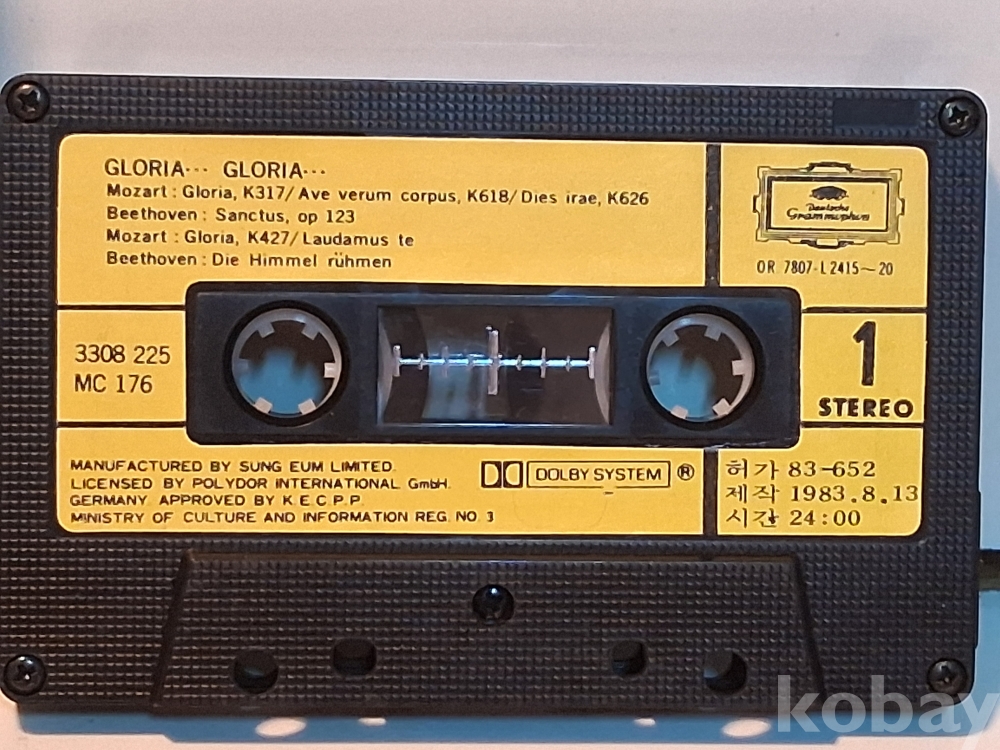 GLORIA… GLORIA…
Mozart : Gloria, K317/ Ave verum corpus, K618/ Dies irae, K626
Beethoven : Sanctus, op 123
Mozart : Gloria, K427/ Laudamus te
Beethoven : Die Himmel rühmen
Deutsche
Grammophon
OR 7807-L2415~20
3308 225
MC 176
1
STEREO
MANUFACTURED BY SUNG EUM LIMITED.
LICENSED BY POLYDOR INTERNATIONAL GmbH.
GERMANY APPROVED BY K.E.C.P.P.
MINISTRY OF CULTURE AND INFORMATION REG. NO. 3
DOLBY SYSTEM ®
허가 83-652
제작 1983.8.13
시간 24:00
kobay